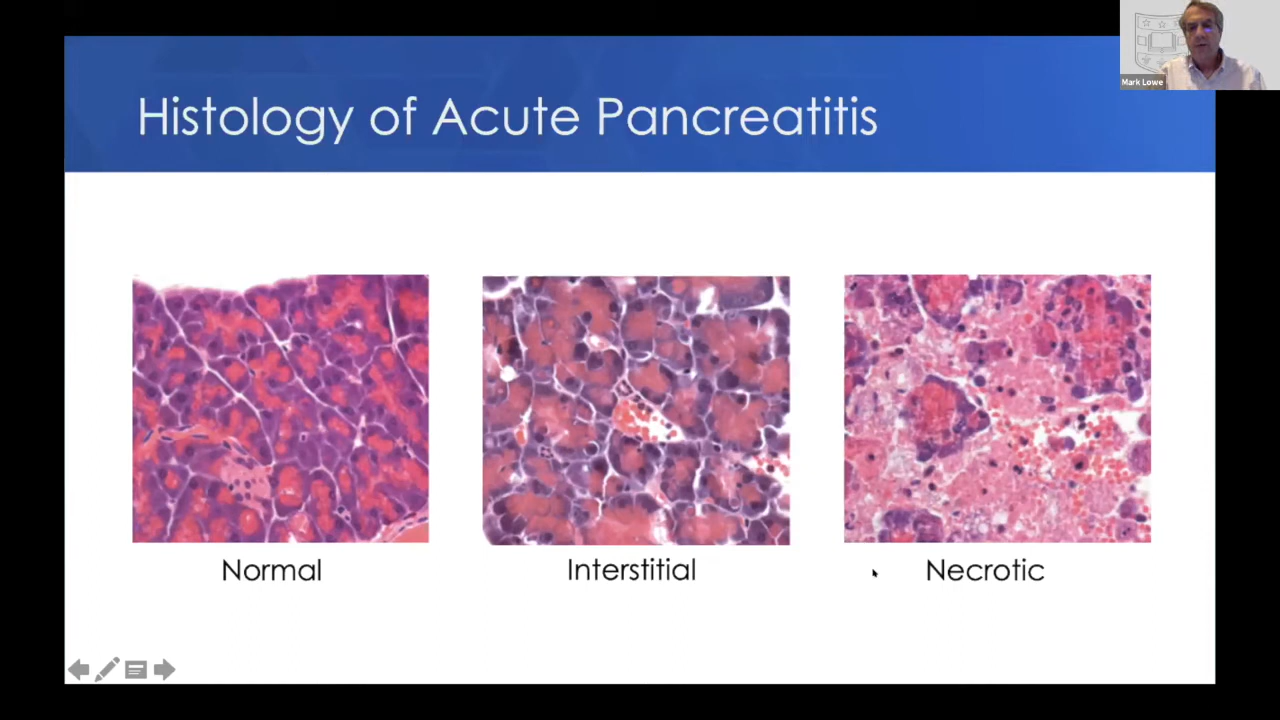 Mark Lowe
Histology of Acute Pancreatitis
Normal
Interstitial
Necrotic